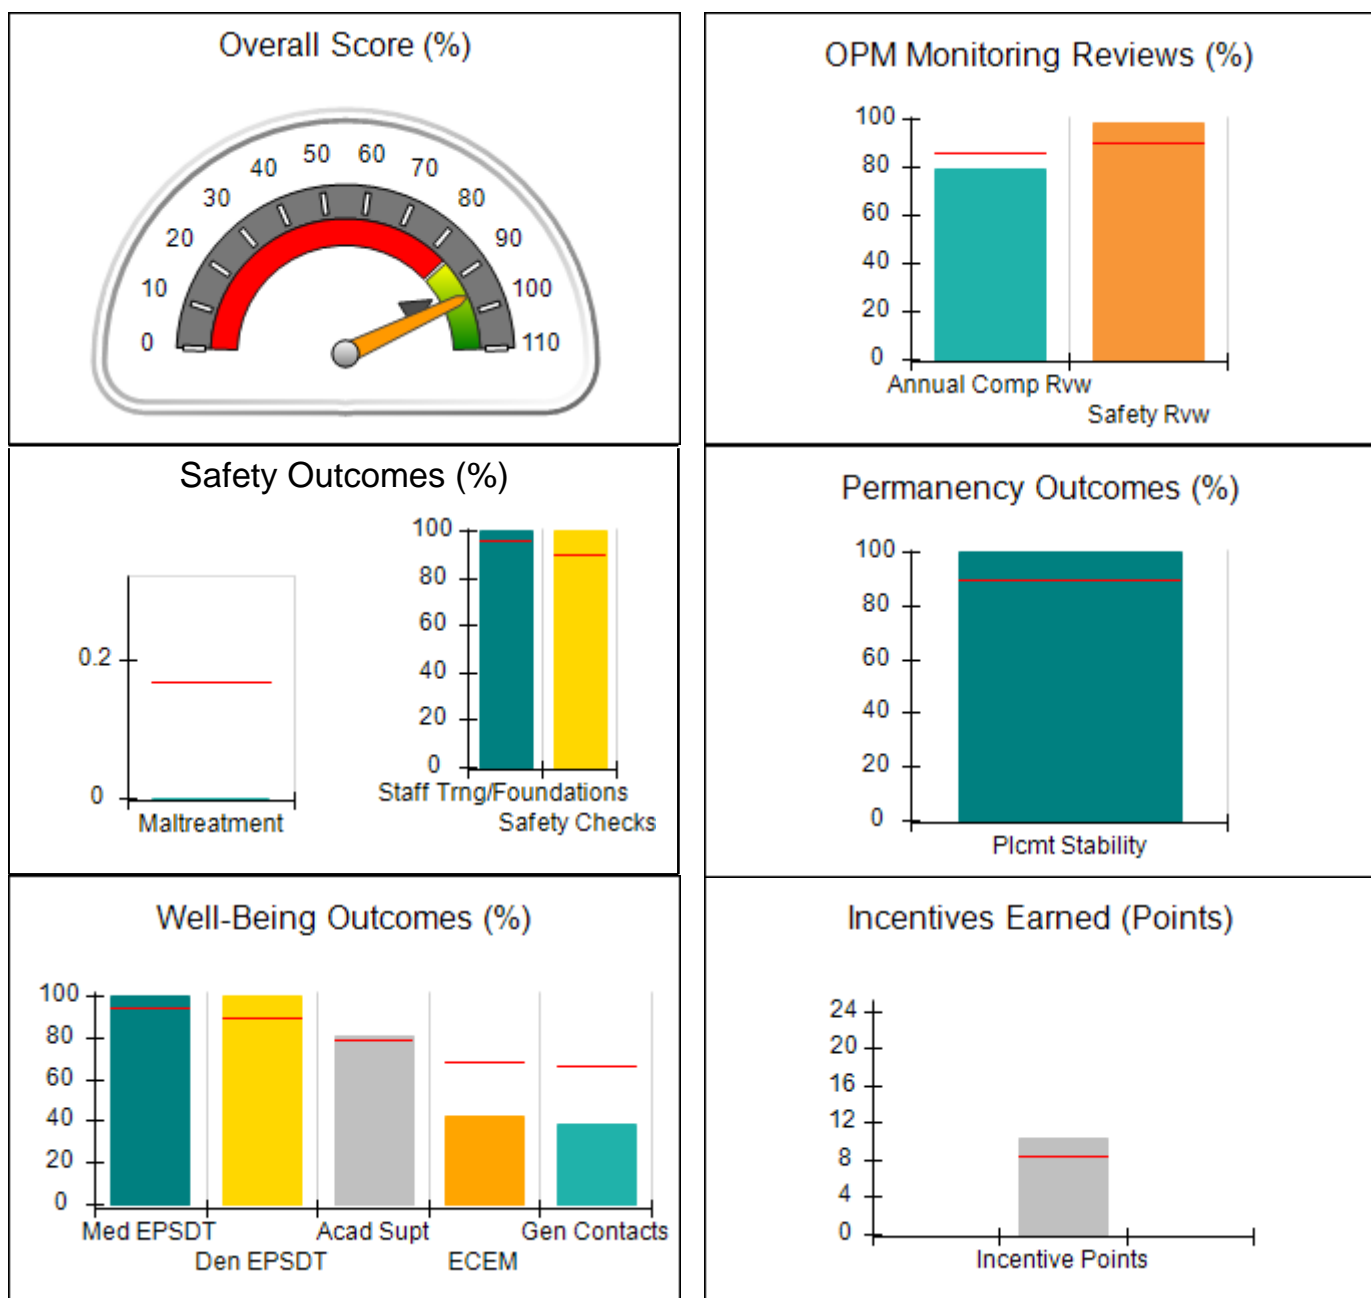 Overall Score (%)
0
10
20
30
40
50
60
70
80
90
100
110
OPM Monitoring Reviews (%)
100
80
60
40
20
0
Annual Comp Rvw
Safety Rvw
Safety Outcomes (%)
0.2
0
Maltreatment
100
80
60
40
20
0
Staff Trng/Foundations
Safety Checks
Permanency Outcomes (%)
100
80
60
40
20
0
Plcmt Stability
Well-Being Outcomes (%)
100
80
60
40
20
0
Med EPSDT
Den EPSDT
Acad Supt
ECEM
Gen Contacts
Incentives Earned (Points)
24
20
16
12
8
4
0
Incentive Points